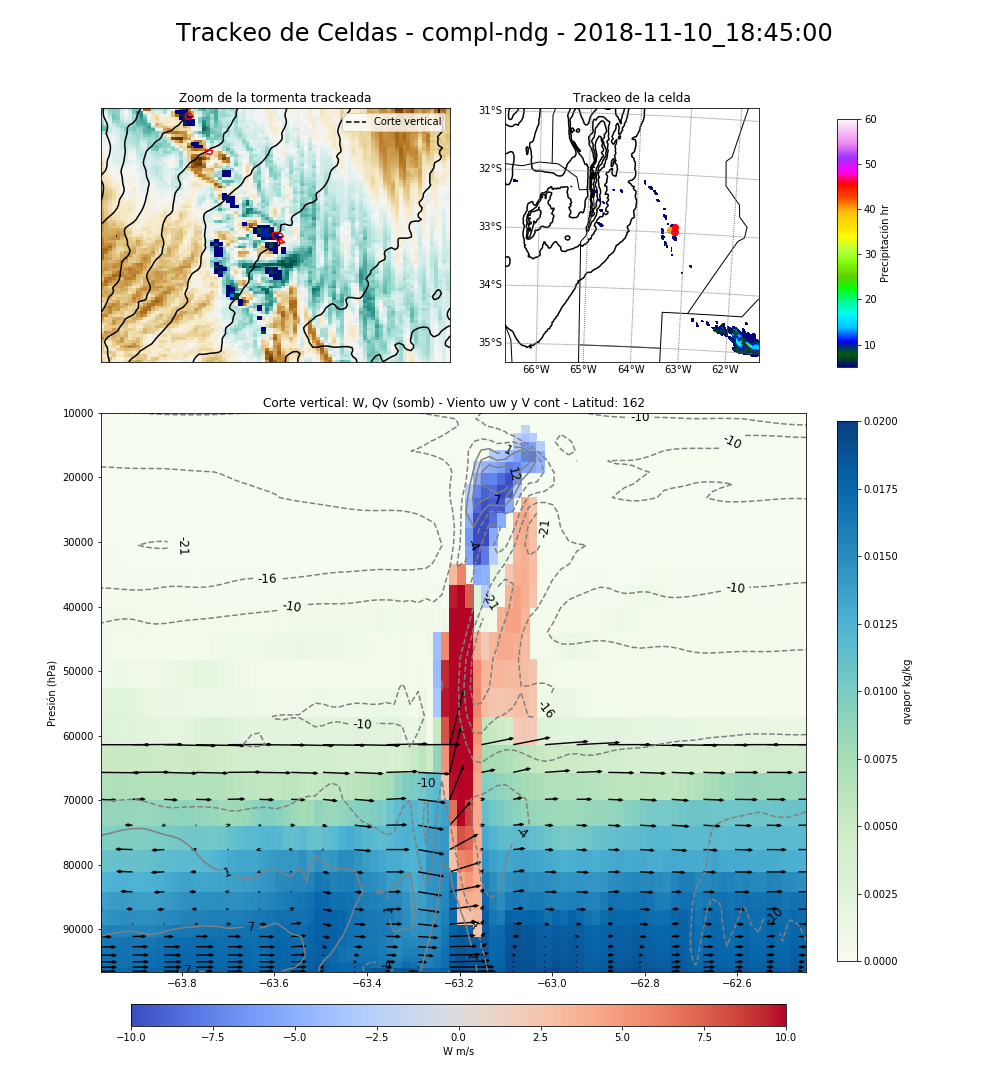 Trackeo de Celdas - compl-ndg - 2018-11-10_18:45:00
Zoom de la tormenta trackeada
Corte vertical
Trackeo de la celda
31°S
32°S
33°S
34°S
35°S
66°W 65°W 64°W 63°W 62°W
60
50
40
30
20
10
Precipitación hr
Corte vertical: W, Qv (somb) - Viento uw y V cont - Latitud: 162
10000
20000
30000
40000
50000
60000
70000
80000
90000
Presión (hPa)
-10
-10
1
12
7
-21
-21
-4
-16
-10
-21
-10
-16
-10
-10
-4
1
7
-10
−63.8 −63.6 −63.4 −63.2 −63.0 −62.8 −62.6
0.0200
0.0175
0.0150
0.0125
0.0100
0.0075
0.0050
0.0025
0.0000
qvapor kg/kg
−10.0 −7.5 −5.0 −2.5 0.0 2.5 5.0 7.5 10.0
W m/s